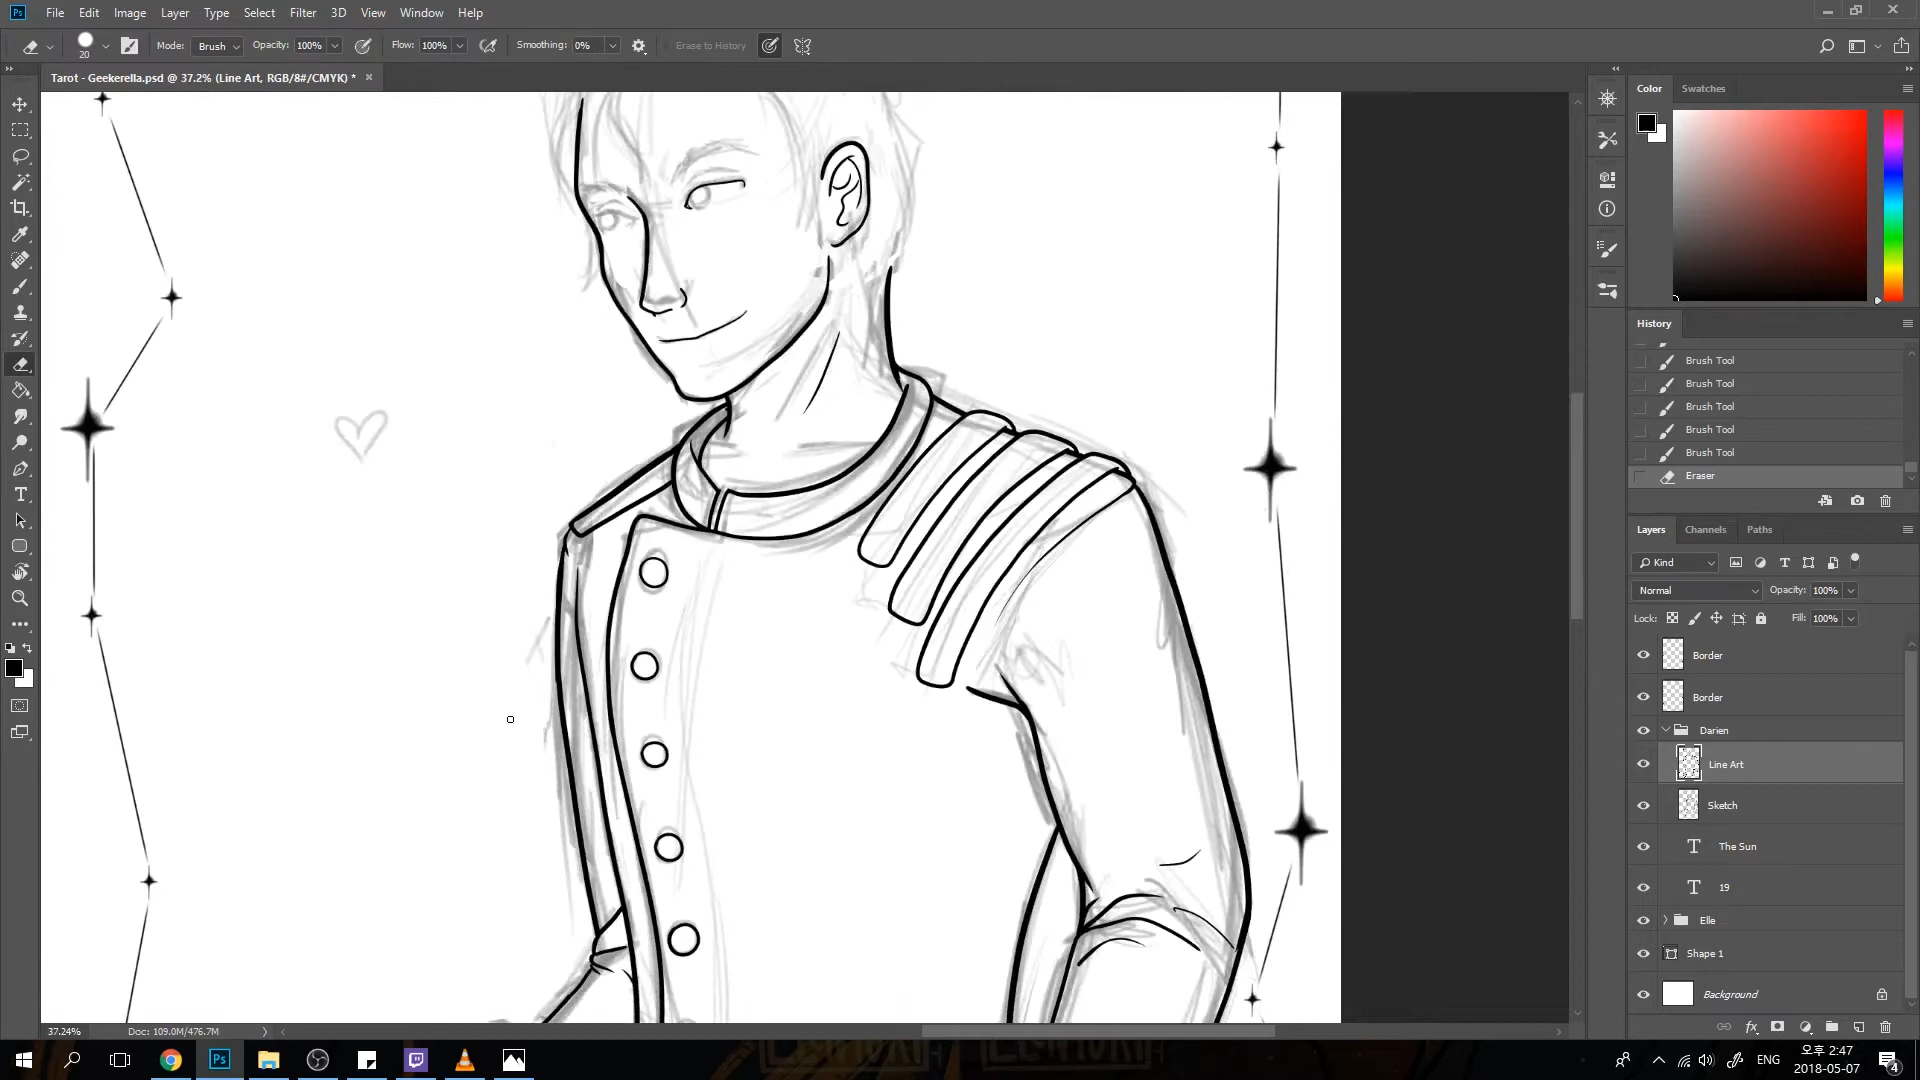 Ps File Edit Image Layer Type Select Filter 3D View Window Help
20 Mode: Brush Opacity: 100% Flow: 100% Smoothing: 0% Erase to History
Tarot - Geekerella.psd @ 37.2% (Line Art, RGB/8#/CMYK) * ×
Color Swatches
History
Brush Tool
Brush Tool
Brush Tool
Brush Tool
Brush Tool
Eraser
Layers Channels Paths
Kind
Normal Opacity: 100%
Lock: Fill: 100%
Border
Border
Darien
Line Art
Sketch
T The Sun
T 19
Elle
Shape 1
Background
37.24% Doc: 109.0M/476.7M
Ps ENG 오후 2:47
2018-05-07 4